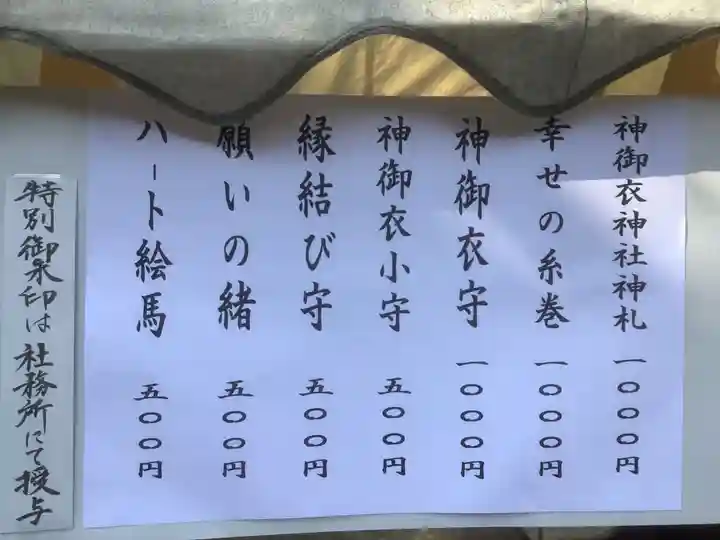 神御衣神社神札 一〇〇〇円
幸せの糸巻 一〇〇〇円
神御衣守 一〇〇〇円
神御衣小守 五〇〇円
縁結び守 五〇〇円
願いの緒 五〇〇円
ハート絵馬 五〇〇円
特別御朱印は社務所にて授与